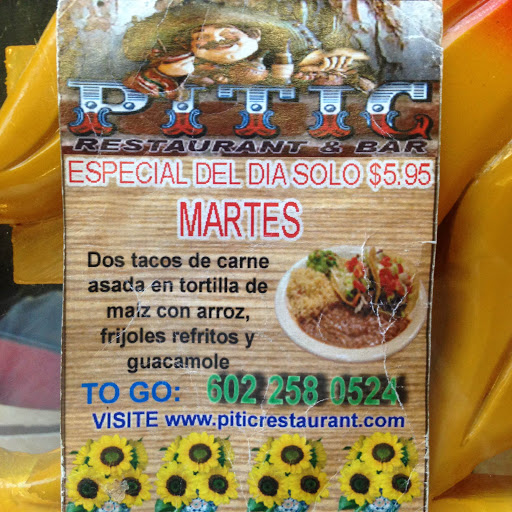 PITIC
RESTAURANT & BAR
ESPECIAL DEL DIA SOLO $5.95
MARTES
Dos tacos de carne
asada en tortilla de
maiz con arroz,
frijoles refritos y
guacamole
TO GO: 602 258 0524
VISITE www.piticrestaurant.com